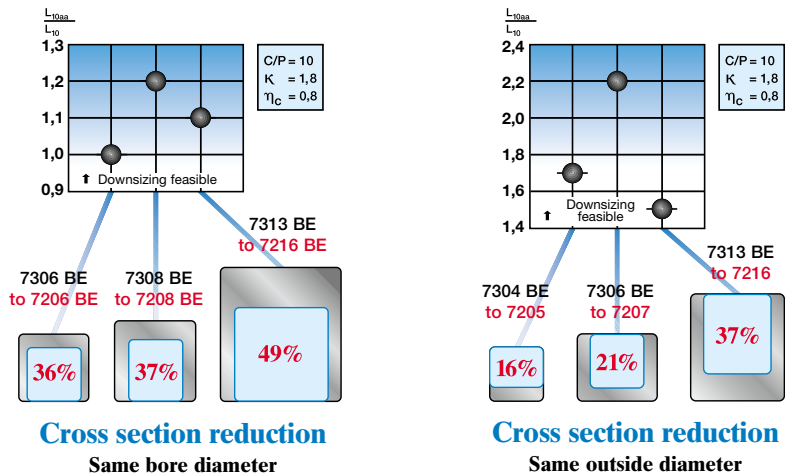 L10aa
L10
1,3
1,2
1,1
1,0
0,9
C/P = 10
κ = 1,8
ηc = 0,8
⬆ Downsizing feasible
7306 BE
to 7206 BE
7308 BE
to 7208 BE
7313 BE
to 7216 BE
36%
37%
49%
Cross section reduction
Same bore diameter
L10aa
L10
2,4
2,2
2,0
1,8
1,6
1,4
C/P = 10
κ = 1,8
ηc = 0,8
⬆ Downsizing
feasible
7304 BE
to 7205
7306 BE
to 7207
7313 BE
to 7216
16%
21%
37%
Cross section reduction
Same outside diameter